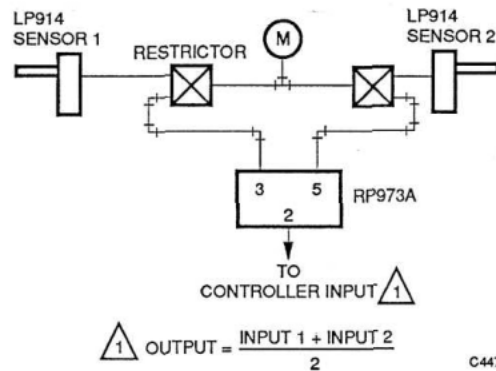 LP914
SENSOR 1
RESTRICTOR
M
LP914
SENSOR 2
3 5
2
RP973A
TO
CONTROLLER INPUT 1
1 OUTPUT = INPUT 1 + INPUT 2
2
C447